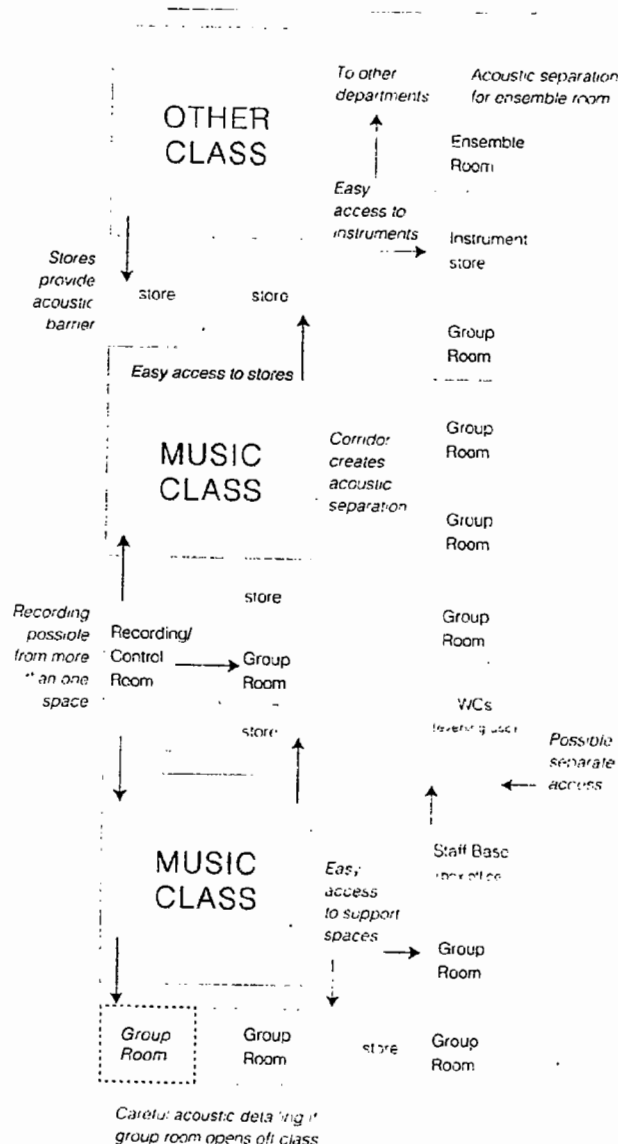 To other
departments
Acoustic separation
for ensemble room
OTHER
CLASS
Ensemble
Room
Easy
access to
instruments
Instrument
store
Stores
provide
acoustic
barrier
store
store
Group
Room
Easy access to stores
MUSIC
CLASS
Corridor
creates
acoustic
separation
Group
Room
Group
Room
store
Recording
possible
from more
an one
space
Recording/
Control
Room
Group
Room
Group
Room
store
WCs
Possible
separate
access
MUSIC
CLASS
Easy
access
to support
spaces
Staff Base
Group
Room
Group
Room
Group
Room
store
Group
Room
Careful acoustic
group room opens off class